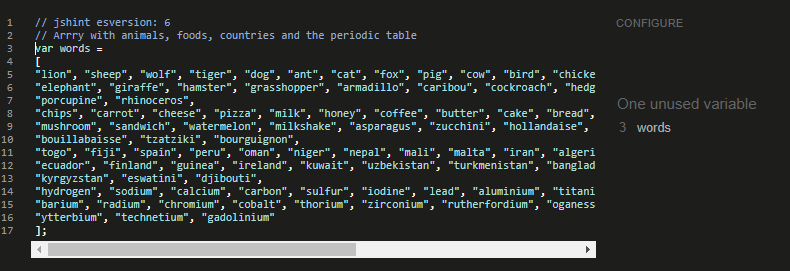 CONFIGURE
1 // jshint esversion: 6
2 // Arrry with animals, foods, countries and the periodic table
3 var words =
4 [
5 "lion", "sheep", "wolf", "tiger", "dog", "ant", "cat", "fox", "pig", "cow", "bird", "chicke
6 "elephant", "giraffe", "hamster", "grasshopper", "armadillo", "caribou", "cockroach", "hedg
7 "porcupine", "rhinoceros",
8 "chips", "carrot", "cheese", "pizza", "milk", "honey", "coffee", "butter", "cake", "bread",
9 "mushroom", "sandwich", "watermelon", "milkshake", "asparagus", "zucchini", "hollandaise",
10 "bouillabaisse", "tzatziki", "bourguignon",
11 "togo", "fiji", "spain", "peru", "oman", "niger", "nepal", "mali", "malta", "iran", "algeri
12 "ecuador", "finland", "guinea", "ireland", "kuwait", "uzbekistan", "turkmenistan", "banglad
13 "kyrgyzstan", "eswatini", "djibouti",
14 "hydrogen", "sodium", "calcium", "carbon", "sulfur", "iodine", "lead", "aluminium", "titani
15 "barium", "radium", "chromium", "cobalt", "thorium", "zirconium", "rutherfordium", "oganess
16 "ytterbium", "technetium", "gadolinium"
17 ];
One unused variable
3 words